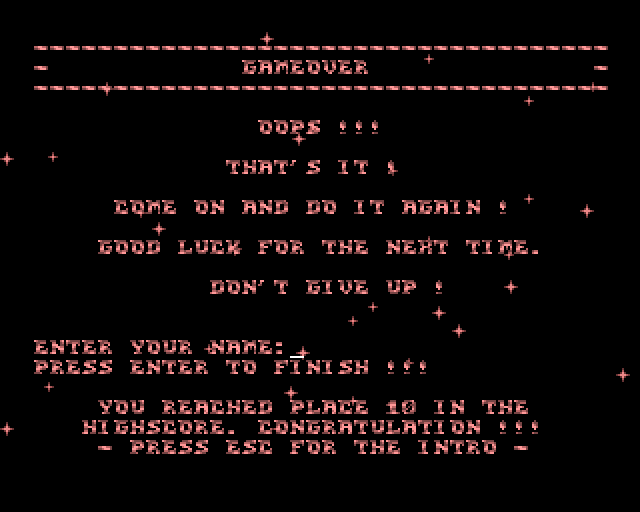 ~~~~~~~~~~~~~~~~~~~~~~~~~~~~~~~~~~~~
~ GAMEOVER ~
~~~~~~~~~~~~~~~~~~~~~~~~~~~~~~~~~~~~
OOPS !!!
THAT'S IT !
COME ON AND DO IT AGAIN !
GOOD LUCK FOR THE NEXT TIME.
DON'T GIVE UP !
ENTER YOUR NAME:_
PRESS ENTER TO FINISH !!!
YOU REACHED PLACE 10 IN THE
HIGHSCORE. CONGRATULATION !!!
~ PRESS ESC FOR THE INTRO ~